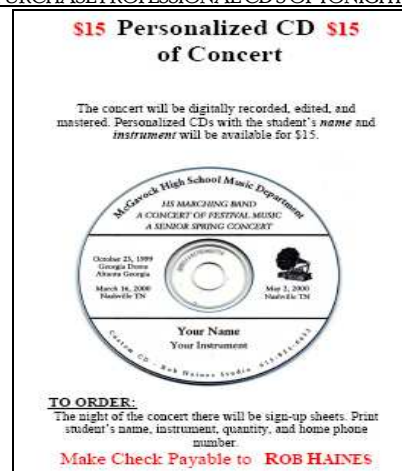 PURCHASE PROFESSIONAL CD'S OF TONIGHT
$15 Personalized CD $15
of Concert
The concert will be digitally recorded, edited, and
mastered. Personalized CDs with the student's name and
instrument will be available for $15.
McGavock High School Music Department
HS MARCHING BAND
A CONCERT OF FESTIVAL MUSIC
A SENIOR SPRING CONCERT
October 23, 1999
Georgia Dome
Atlanta Georgia
March 16, 2000
Nashville TN
May 2, 2000
Nashville TN
Your Name
Your Instrument
Custom CD - Rob Haines Studio
TO ORDER:
The night of the concert there will be sign-up sheets. Print
student's name, instrument, quantity, and home phone
number.
Make Check Payable to ROB HAINES